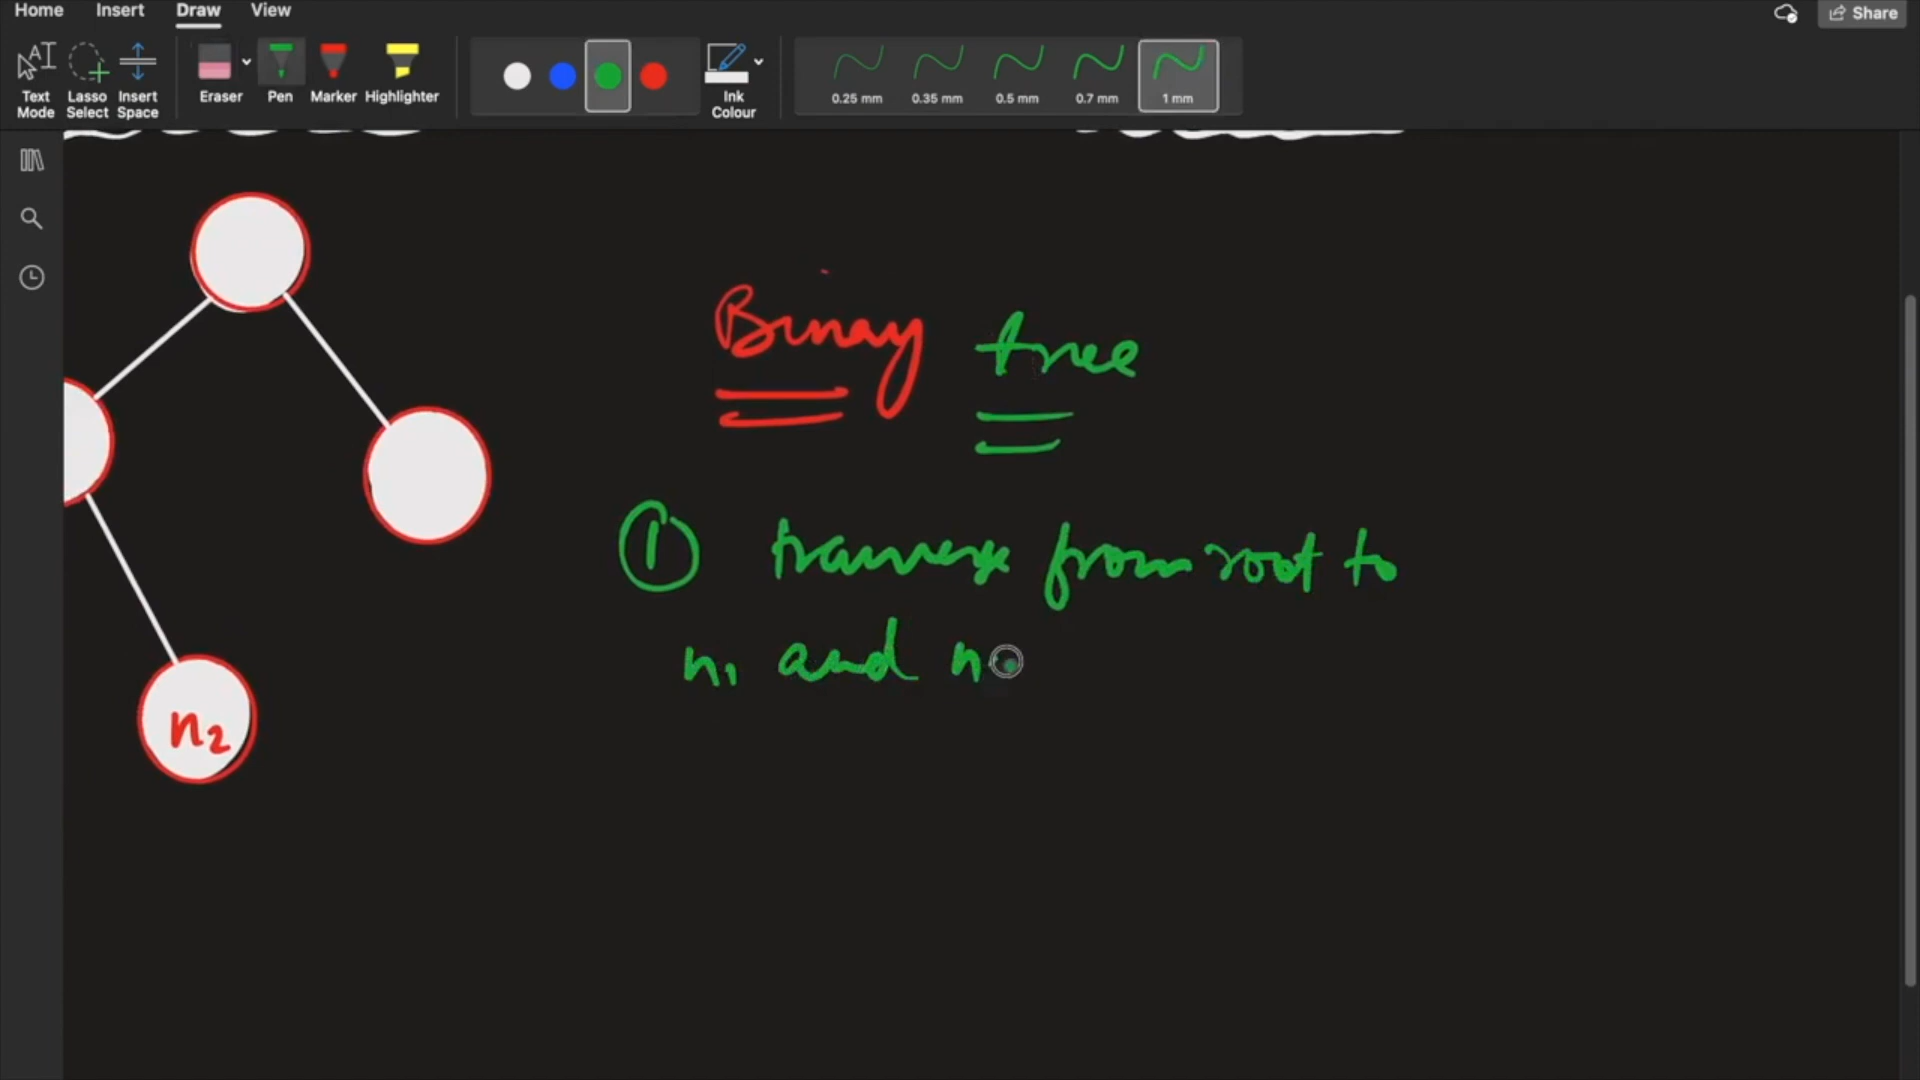 Home Insert Draw View
Share
Text Mode
Lasso Select
Insert Space
Eraser
Pen
Marker
Highlighter
Ink Colour
0.25 mm
0.35 mm
0.5 mm
0.7 mm
1 mm
Binay tree
1 traverse from root to
n1 and n
n2